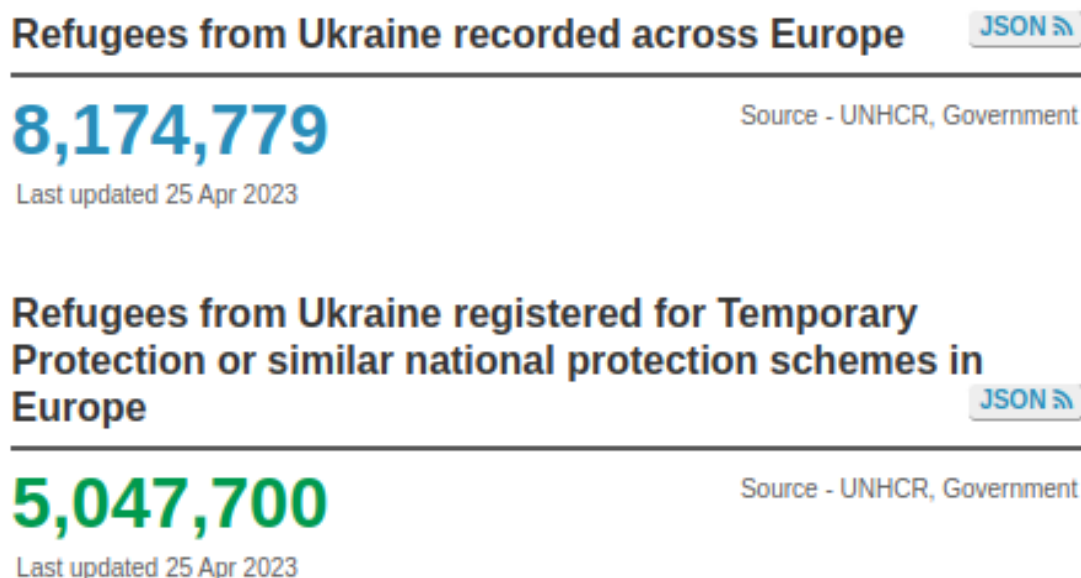 Refugees from Ukraine recorded across Europe
JSON
8,174,779
Source - UNHCR, Government
Last updated 25 Apr 2023
Refugees from Ukraine registered for Temporary
Protection or similar national protection schemes in
Europe
JSON
5,047,700
Source - UNHCR, Government
Last updated 25 Apr 2023